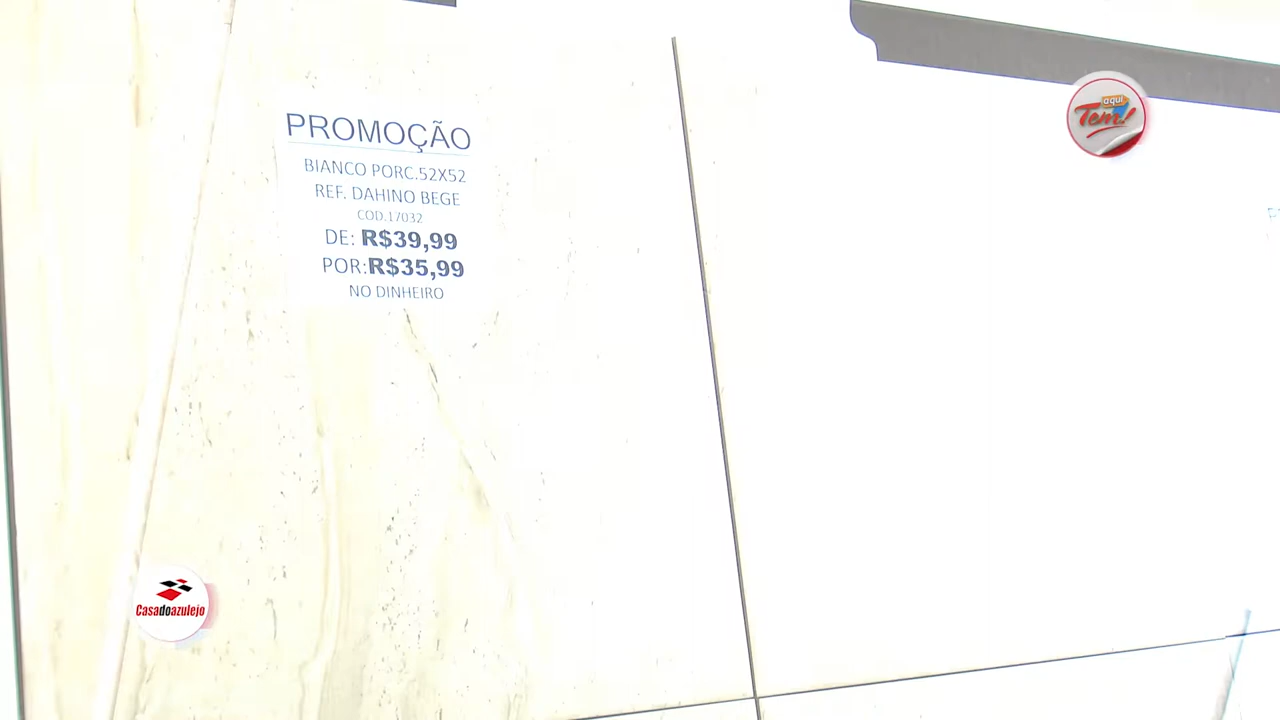 PROMOÇÃO
BIANCO PORC.52X52
REF. DAHINO BEGE
COD.17032
DE: R$39,99
POR:R$35,99
NO DINHEIRO
aqui
Tem!
Casadoazulejo